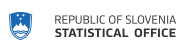 REPUBLIC OF SLOVENIA
STATISTICAL OFFICE